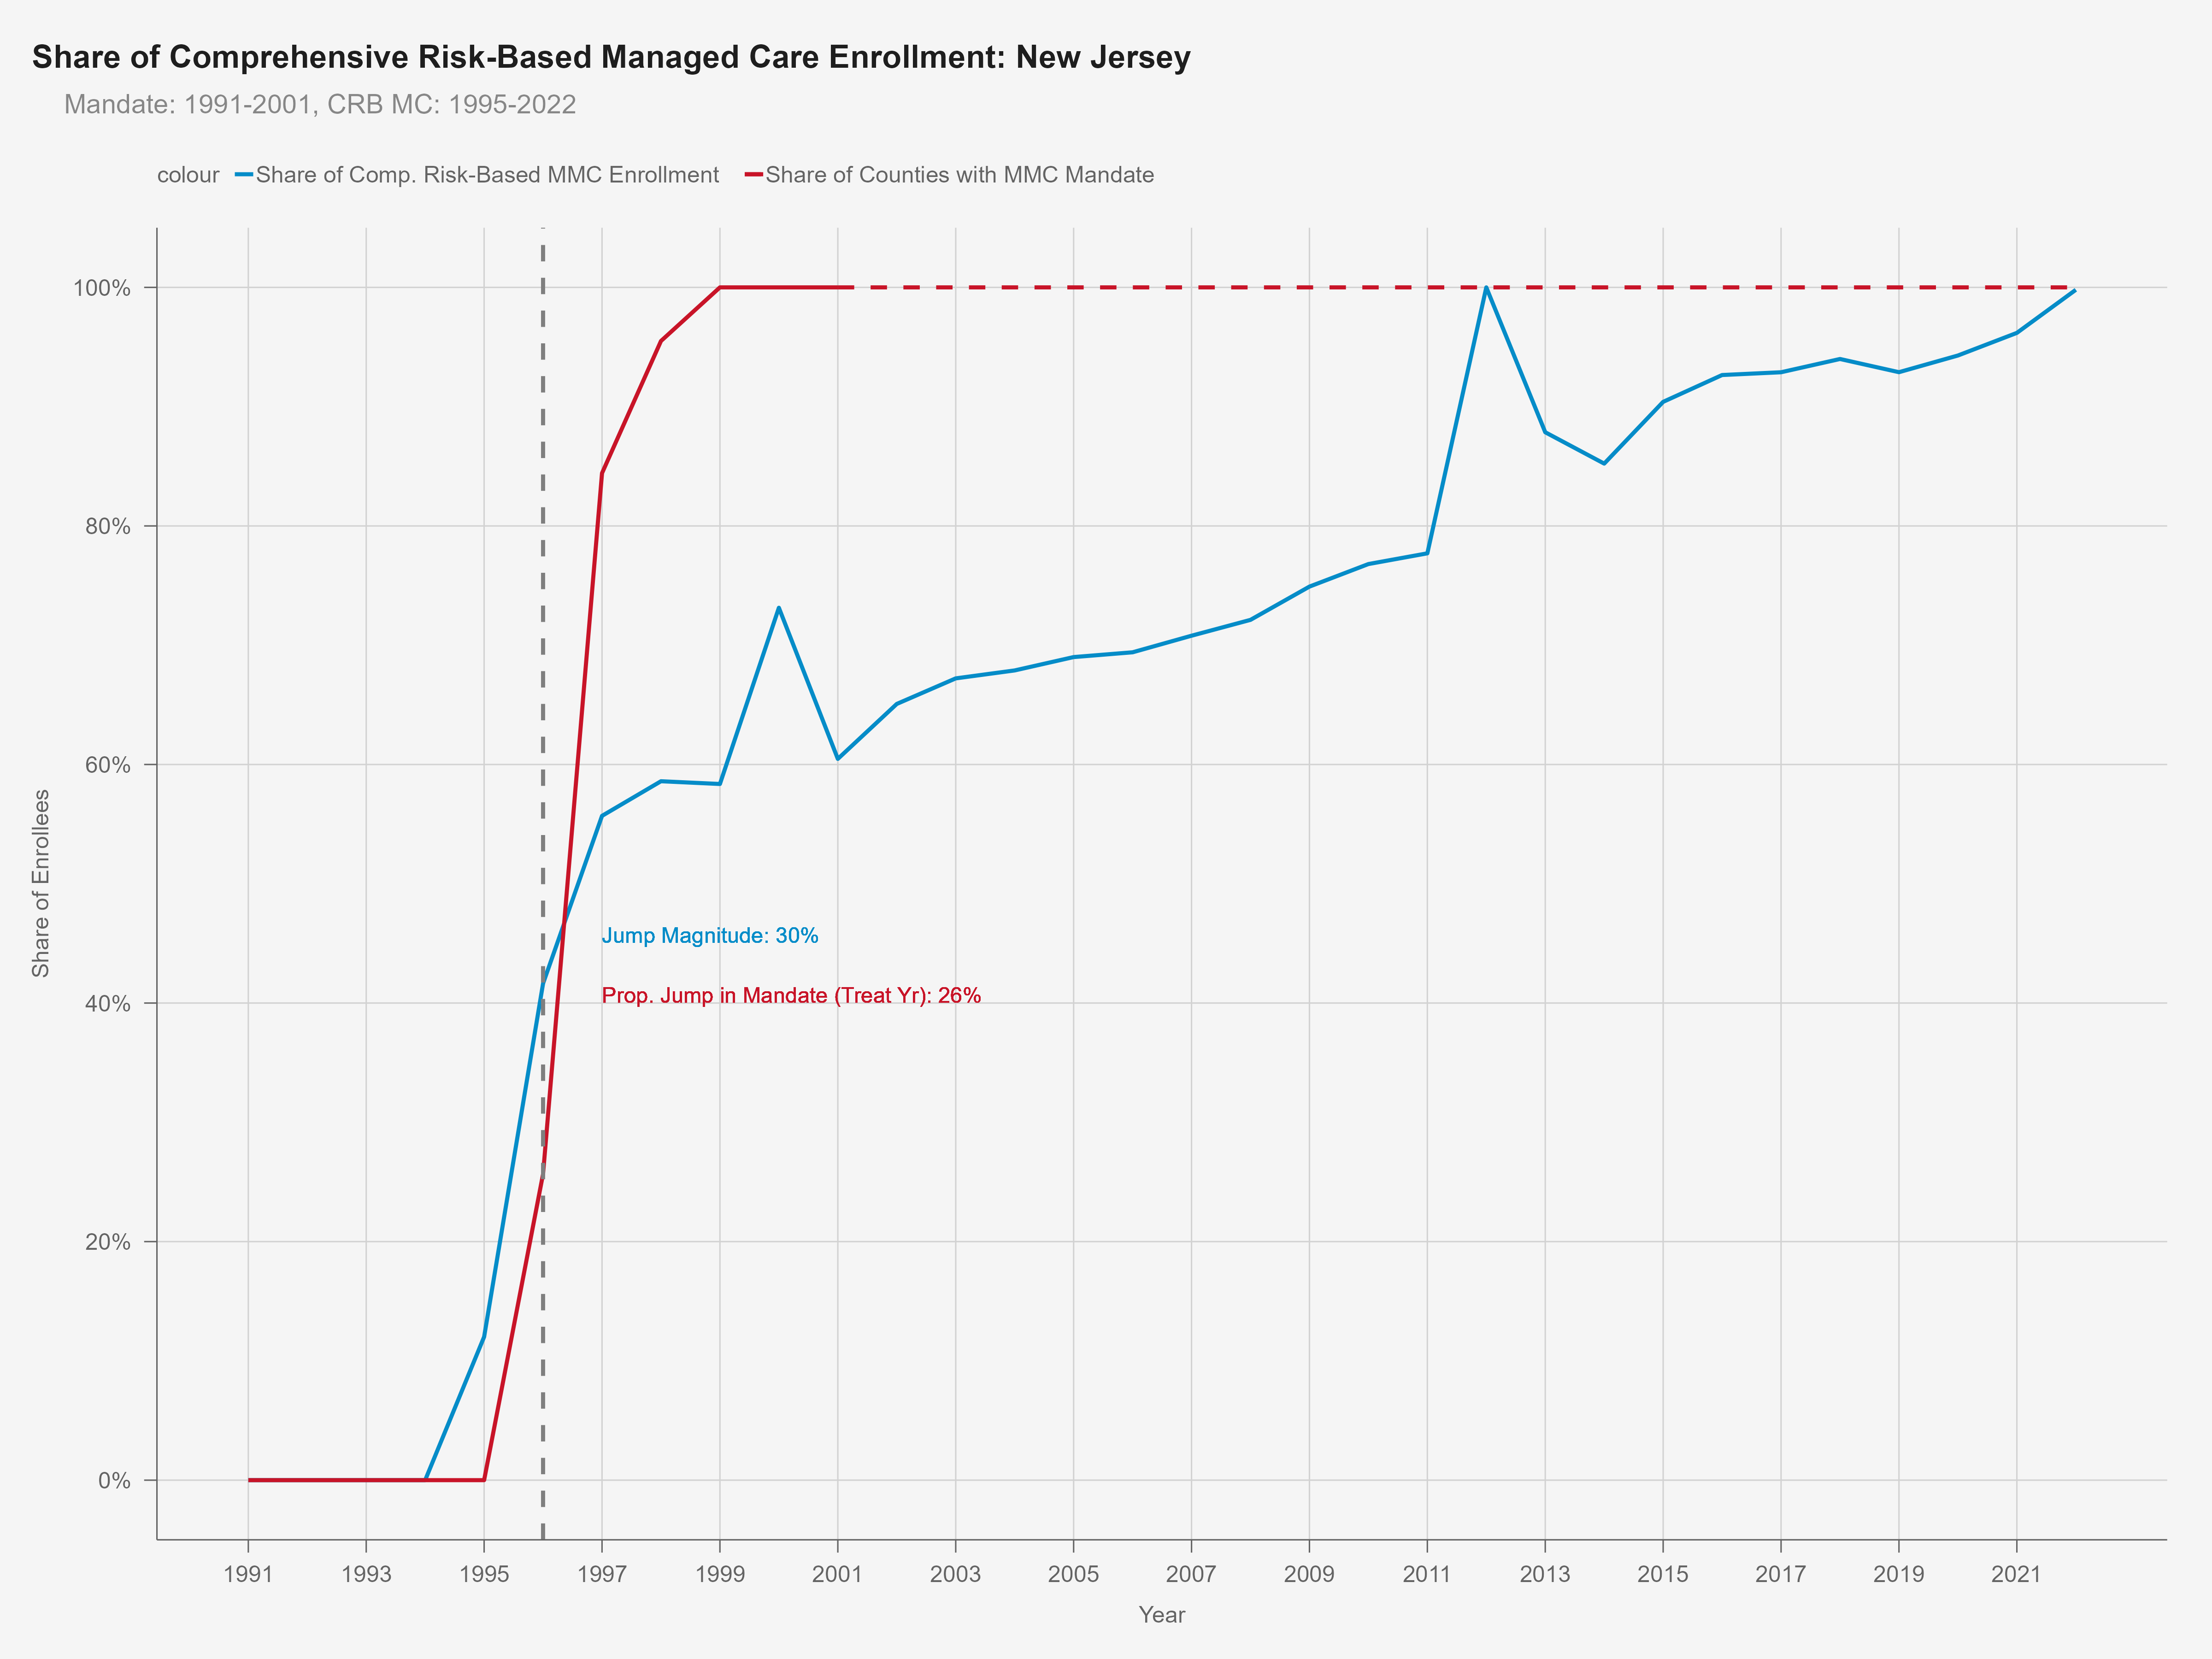 Share of Comprehensive Risk-Based Managed Care Enrollment: New Jersey
Mandate: 1991-2001, CRB MC: 1995-2022
colour Share of Comp. Risk-Based MMC Enrollment Share of Counties with MMC Mandate
100%
80%
60%
40%
20%
0%
Share of Enrollees
Jump Magnitude: 30%
Prop. Jump in Mandate (Treat Yr): 26%
1991 1993 1995 1997 1999 2001 2003 2005 2007 2009 2011 2013 2015 2017 2019 2021
Year